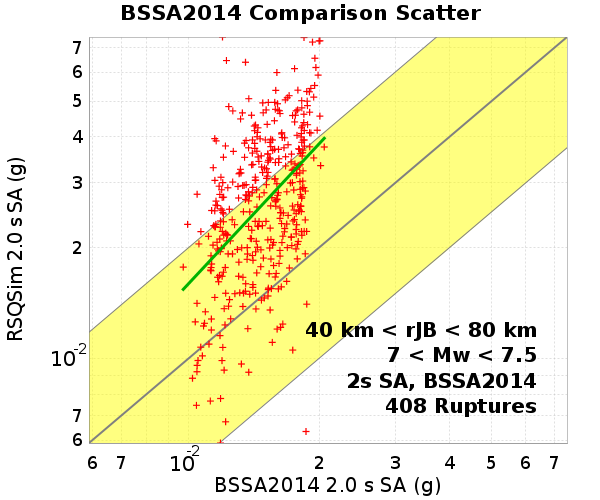 BSSA2014 Comparison Scatter
RSQSim 2.0 s SA (g)
7
6
5
4
3
2
10-2
7
6
40 km < rJB < 80 km
7 < Mw < 7.5
2s SA, BSSA2014
408 Ruptures
6 7 10-2 2 3 4 5 6 7
BSSA2014 2.0 s SA (g)